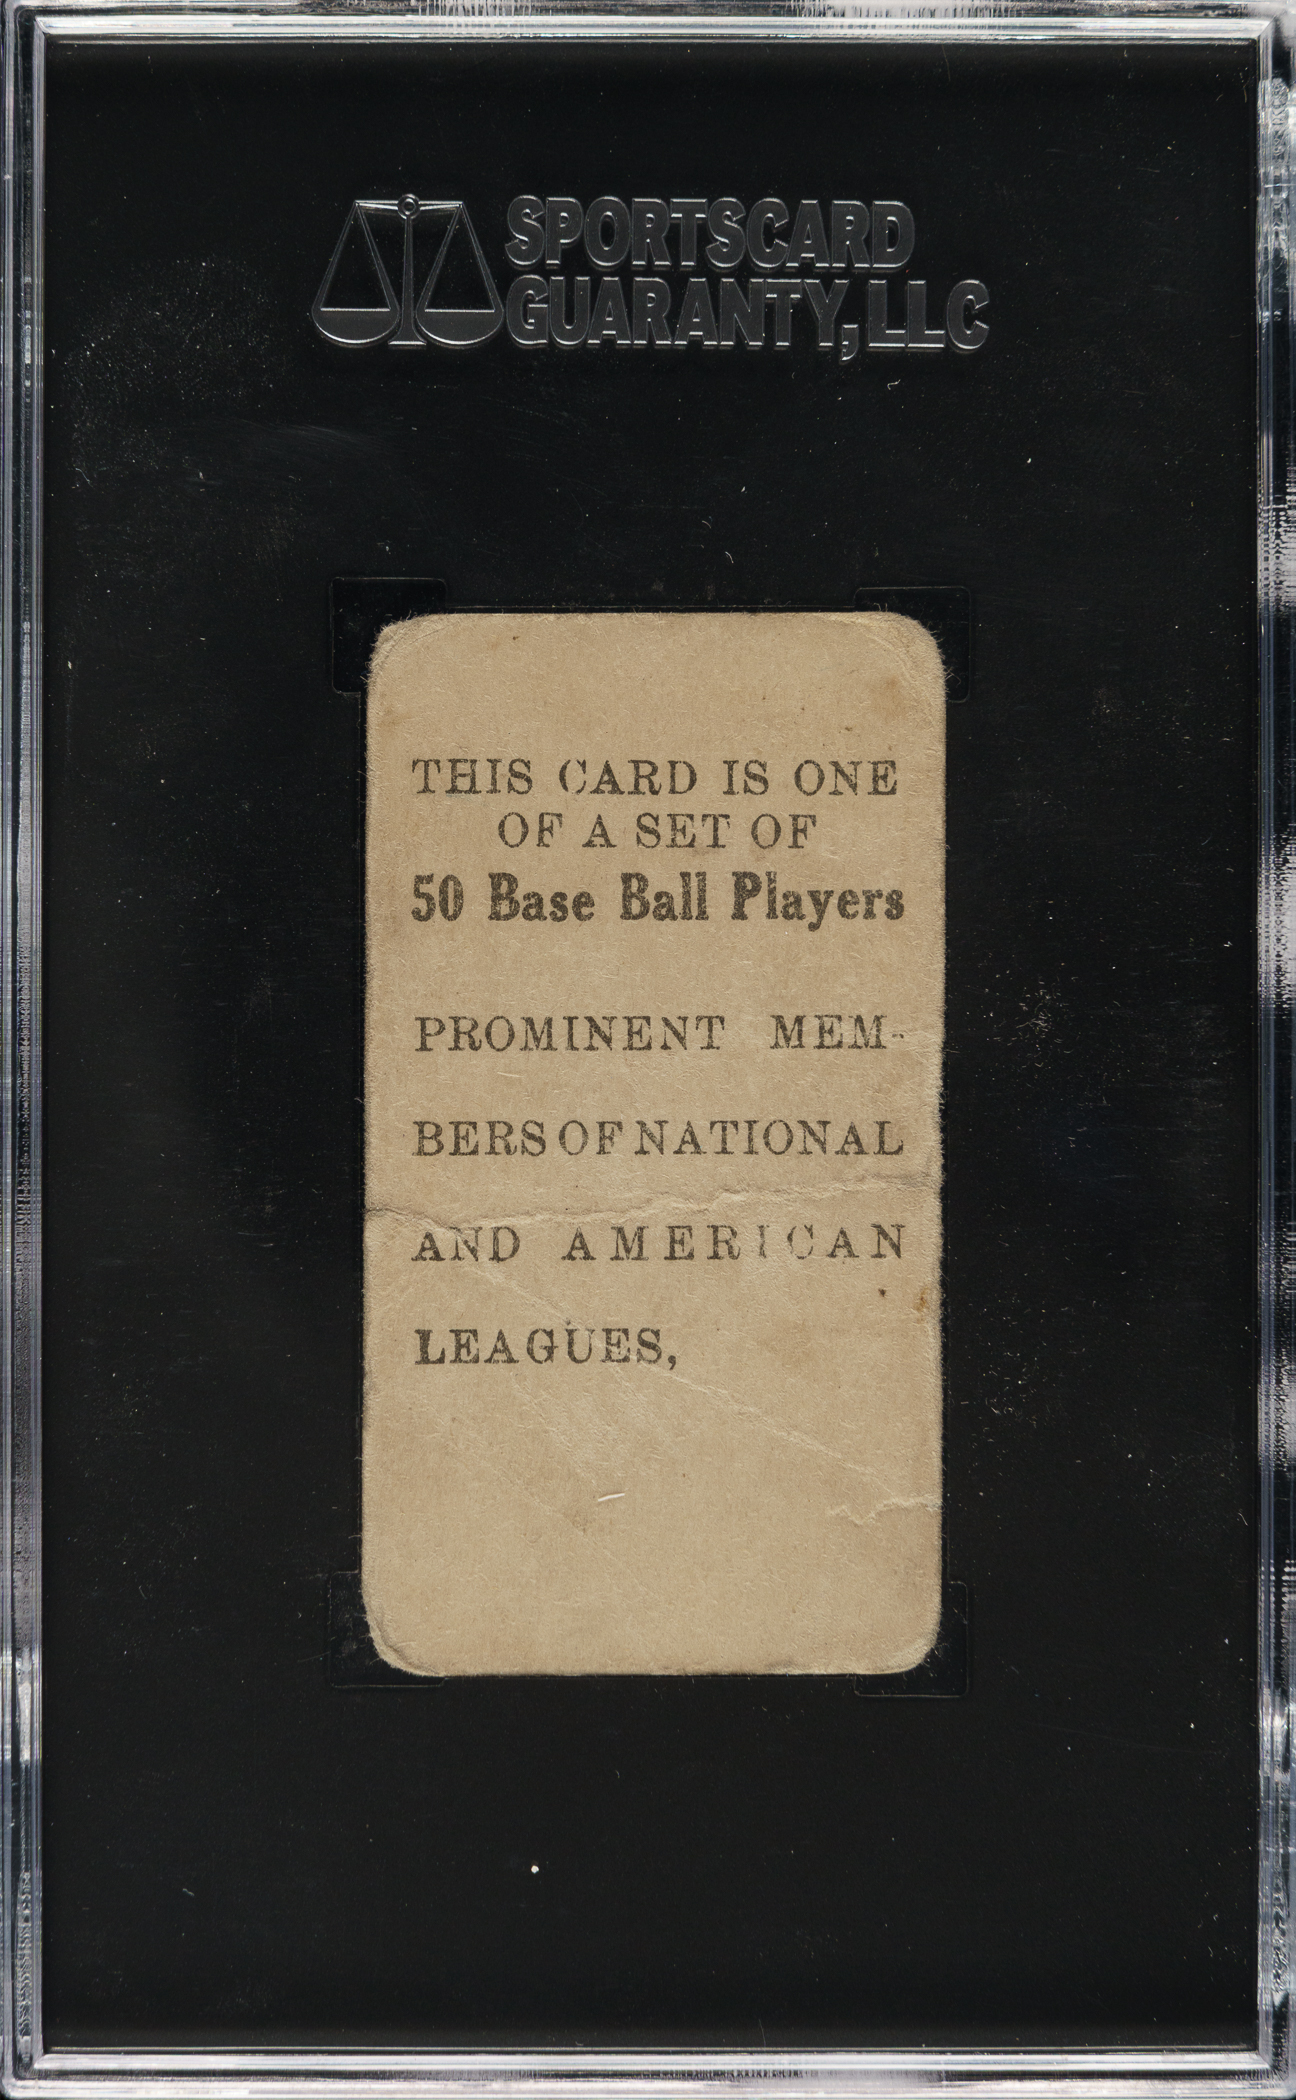 SPORTSCARD
GUARANTY, LLC
THIS CARD IS ONE
OF A SET OF
50 Base Ball Players
PROMINENT MEM-
BERS OF NATIONAL
AND AMERICAN
LEAGUES,